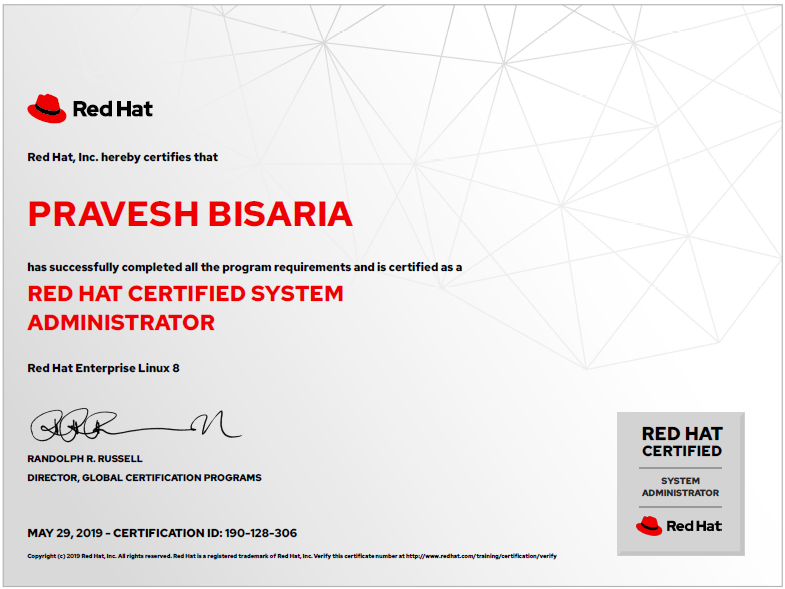 Red Hat
Red Hat, Inc. hereby certifies that
PRAVESH BISARIA
has successfully completed all the program requirements and is certified as a
RED HAT CERTIFIED SYSTEM
ADMINISTRATOR
Red Hat Enterprise Linux 8
RANDOLPH R. RUSSELL
DIRECTOR, GLOBAL CERTIFICATION PROGRAMS
MAY 29, 2019 - CERTIFICATION ID: 190-128-306
Copyright (c) 2019 Red Hat, Inc. All rights reserved. Red Hat is a registered trademark of Red Hat, Inc. Verify this certificate number at http://www.redhat.com/training/certification/verify
RED HAT
CERTIFIED
SYSTEM
ADMINISTRATOR
Red Hat